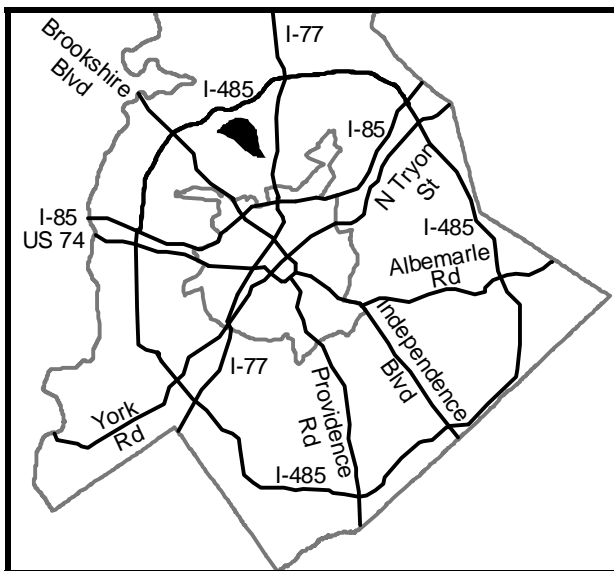 I-77
Brookshire
Blvd
I-485
I-85
N Tryon
St
I-85
US 74
I-485
Albemarle
Rd
Independence
Blvd
I-77
Providence
Rd
York
Rd
I-485